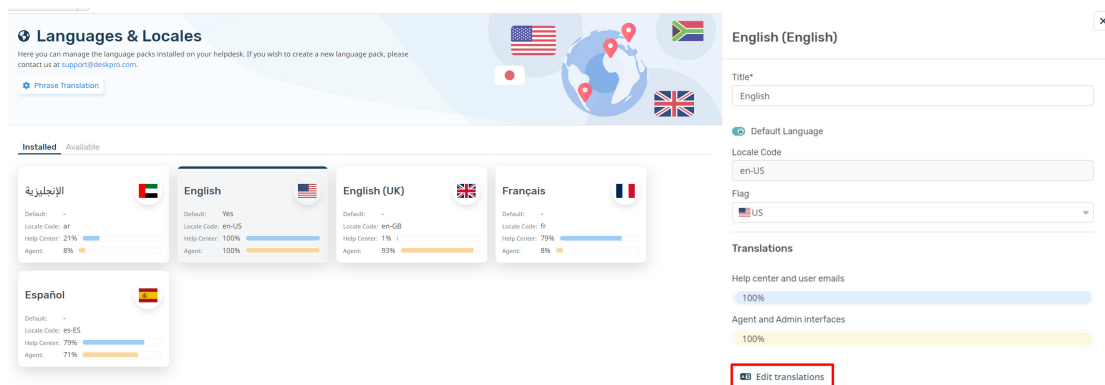 Languages & Locales
Here you can manage the language packs installed on your helpdesk. If you wish to create a new language pack, please
contact us at support@deskpro.com.
Phrase Translation
Installed Available
الإنجليزية
Default: -
Locale Code: ar
Help Center: 21%
Agent: 8%
English
Default: Yes
Locale Code: en-US
Help Center: 100%
Agent: 100%
English (UK)
Default: -
Locale Code: en-GB
Help Center: 1%
Agent: 93%
Français
Default: -
Locale Code: fr
Help Center: 79%
Agent: 8%
Español
Default: -
Locale Code: es-ES
Help Center: 79%
Agent: 71%
English (English)
Title*
English
Default Language
Locale Code
en-US
Flag
US
Translations
Help center and user emails
100%
Agent and Admin interfaces
100%
Edit translations